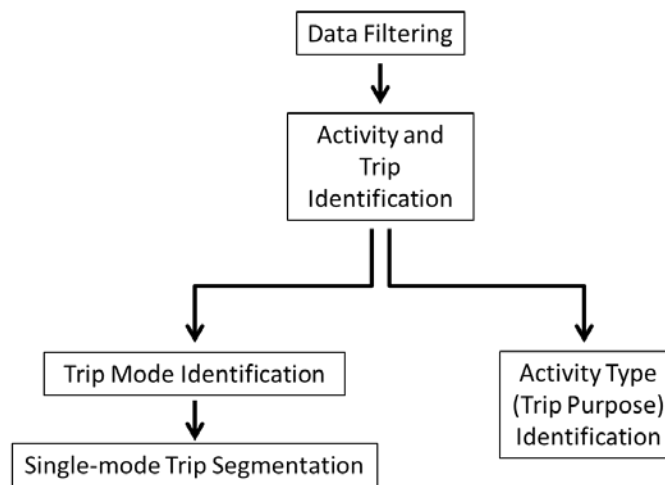 Data Filtering
Activity and
Trip
Identification
Trip Mode Identification
Single-mode Trip Segmentation
Activity Type
(Trip Purpose)
Identification